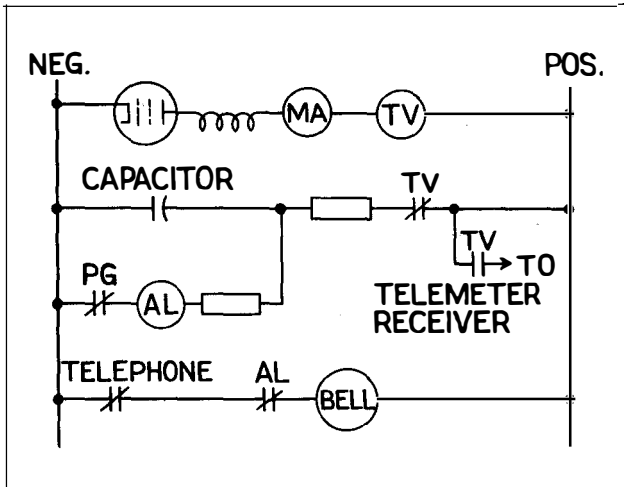 NEG.
POS.
MA
TV
CAPACITOR
TV
TV
TO
TELEMETER
RECEIVER
PG
AL
TELEPHONE
AL
BELL